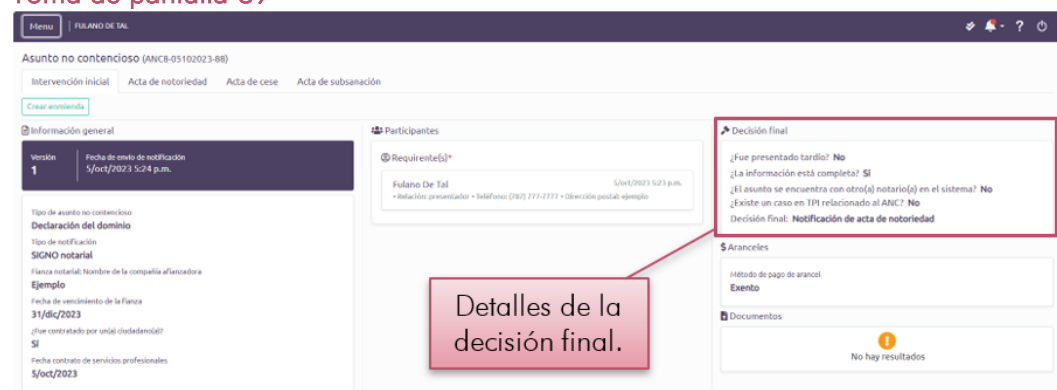 Toma de pantalla 89
Menu | FULANO DE TAL
Asunto no contencioso (ANCB-05102023-88)
Intervención inicial Acta de notoriedad Acta de cese Acta de subsanación
Crear enmienda
Información general
Versión
1
Fecha de envío de notificación
5/oct/2023 5:24 p.m.
Tipo de asunto no contencioso
Declaración del dominio
Tipo de notificación
SIGNO notarial
Fianza notarial: Nombre de la compañía afianzadora
Ejemplo
Fecha de vencimiento de la fianza
31/dic/2023
¿Fue contratado por un(a) ciudadano(a)?
Sí
Fecha contrato de servicios profesionales
5/oct/2023
Participantes
Requirente(s)*
Fulano De Tal 5/oct/2023 5:23 p.m.
• Relación: presentador • Teléfono: (787) 777-7777 • Dirección postal: ejemplo
Decisión final
¿Fue presentado tardío? No
¿La información está completa? Sí
¿El asunto se encuentra con otro(a) notario(a) en el sistema? No
¿Existe un caso en TPI relacionado al ANC? No
Decisión final: Notificación de acta de notoriedad
$ Aranceles
Método de pago de arancel
Exento
Documentos
No hay resultados
Detalles de la
decisión final.